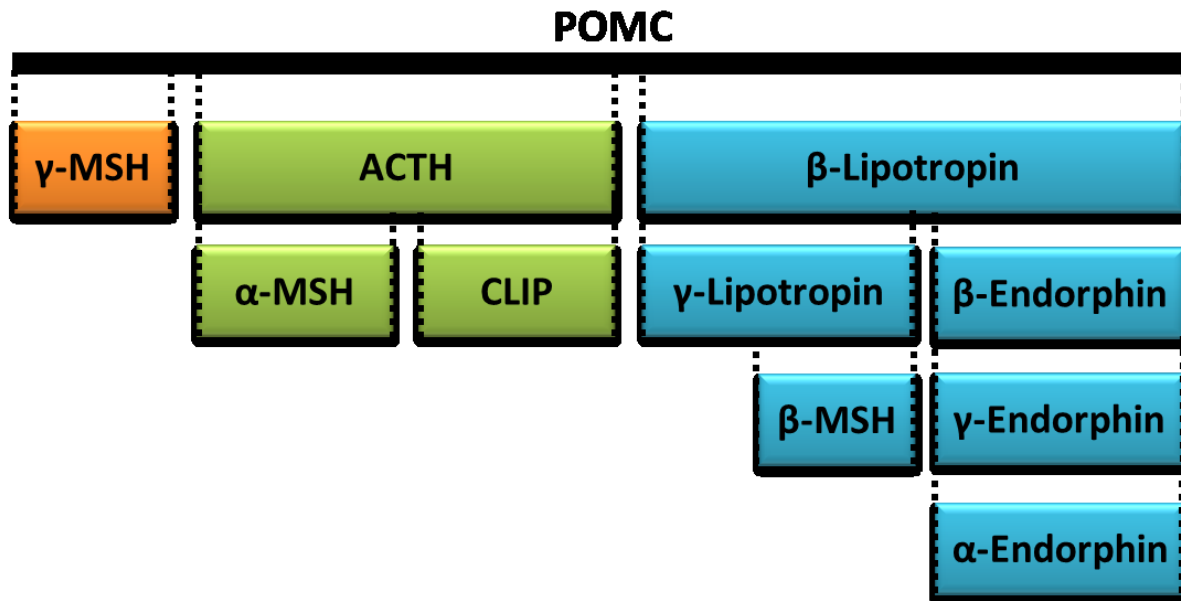 POMC
γ-MSH
ACTH
β-Lipotropin
α-MSH
CLIP
γ-Lipotropin
β-Endorphin
β-MSH
γ-Endorphin
α-Endorphin